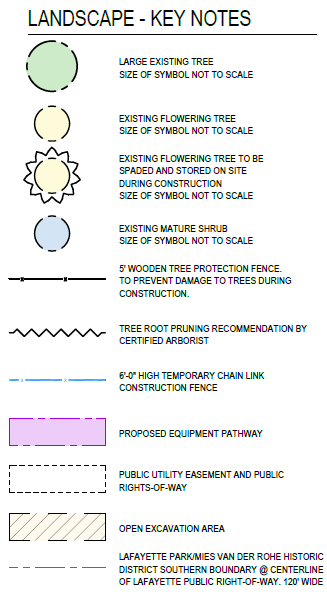 LANDSCAPE - KEY NOTES
LARGE EXISTING TREE
SIZE OF SYMBOL NOT TO SCALE
EXISTING FLOWERING TREE
SIZE OF SYMBOL NOT TO SCALE
EXISTING FLOWERING TREE TO BE
SPADED AND STORED ON SITE
DURING CONSTRUCTION
SIZE OF SYMBOL NOT TO SCALE
EXISTING MATURE SHRUB
SIZE OF SYMBOL NOT TO SCALE
5' WOODEN TREE PROTECTION FENCE.
TO PREVENT DAMAGE TO TREES DURING
CONSTRUCTION.
TREE ROOT PRUNING RECOMMENDATION BY
CERTIFIED ARBORIST
6'-0" HIGH TEMPORARY CHAIN LINK
CONSTRUCTION FENCE
PROPOSED EQUIPMENT PATHWAY
PUBLIC UTILITY EASEMENT AND PUBLIC
RIGHTS-OF-WAY
OPEN EXCAVATION AREA
LAFAYETTE PARK/MIES VAN DER ROHE HISTORIC
DISTRICT SOUTHERN BOUNDARY @ CENTERLINE
OF LAFAYETTE PUBLIC RIGHT-OF-WAY. 120' WIDE